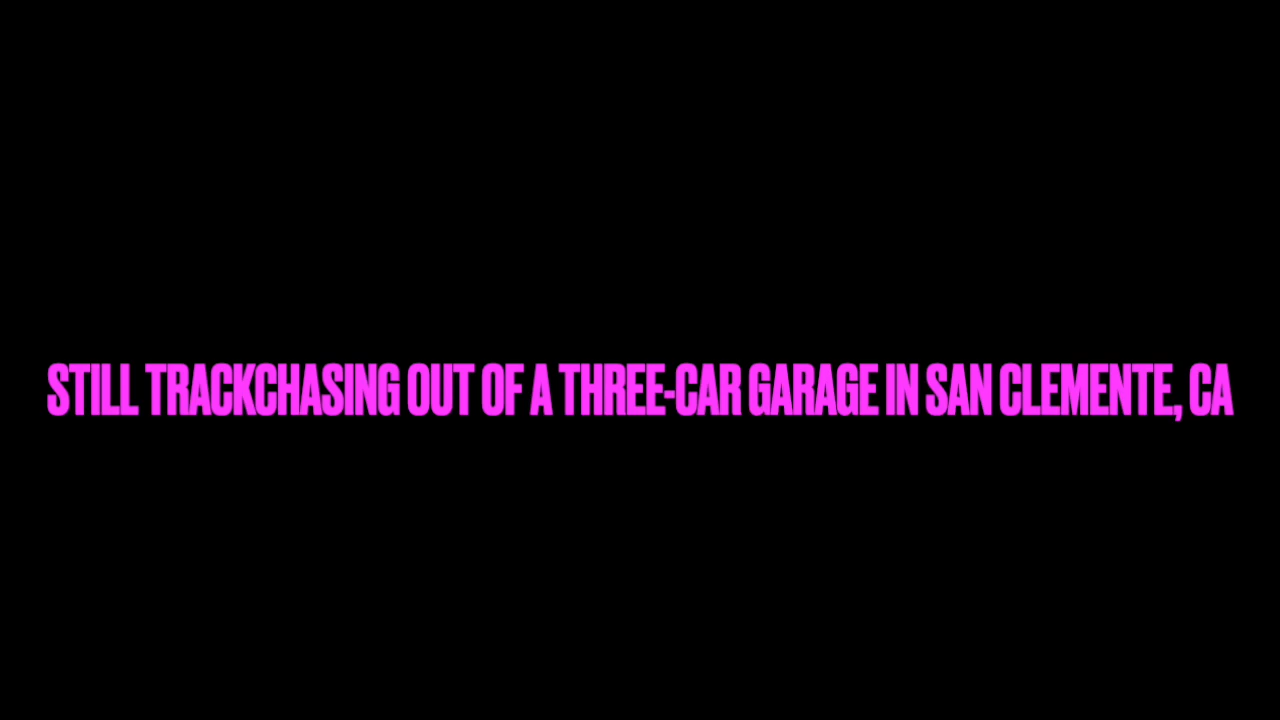 STILL TRACKCHASING OUT OF A THREE-CAR GARAGE IN SAN CLEMENTE, CA